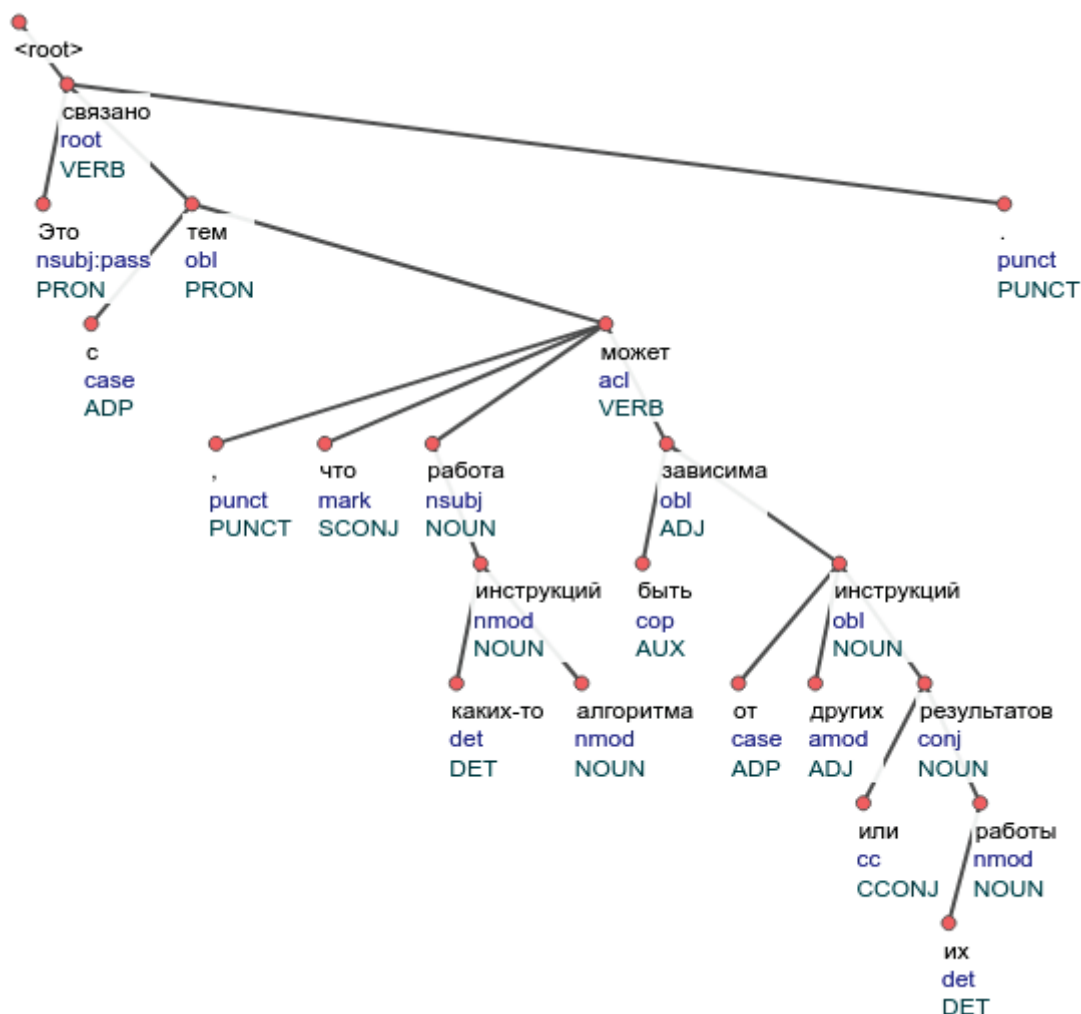 <root>
связано
root
VERB
Это тем .
nsubj:pass obl punct
PRON PRON PUNCT
с может
case acl
ADP VERB
, что работа зависима
punct mark nsubj obl
PUNCT SCONJ NOUN ADJ
инструкций быть инструкций
nmod cop obl
NOUN AUX NOUN
каких-то алгоритма от других результатов
det nmod case amod conj
DET NOUN ADP ADJ NOUN
или работы
cc nmod
CCONJ NOUN
их
det
DET